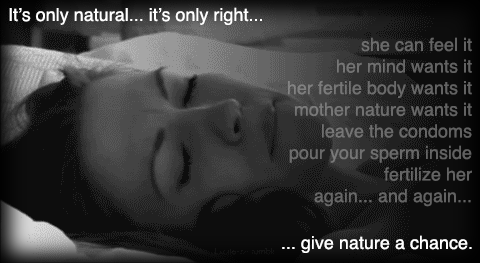 It's only natural... it's only right...
she can feel it
her mind wants it
her fertile body wants it
mother nature wants it
leave the condoms
pour your sperm inside
fertilize her
again... and again...
... give nature a chance.